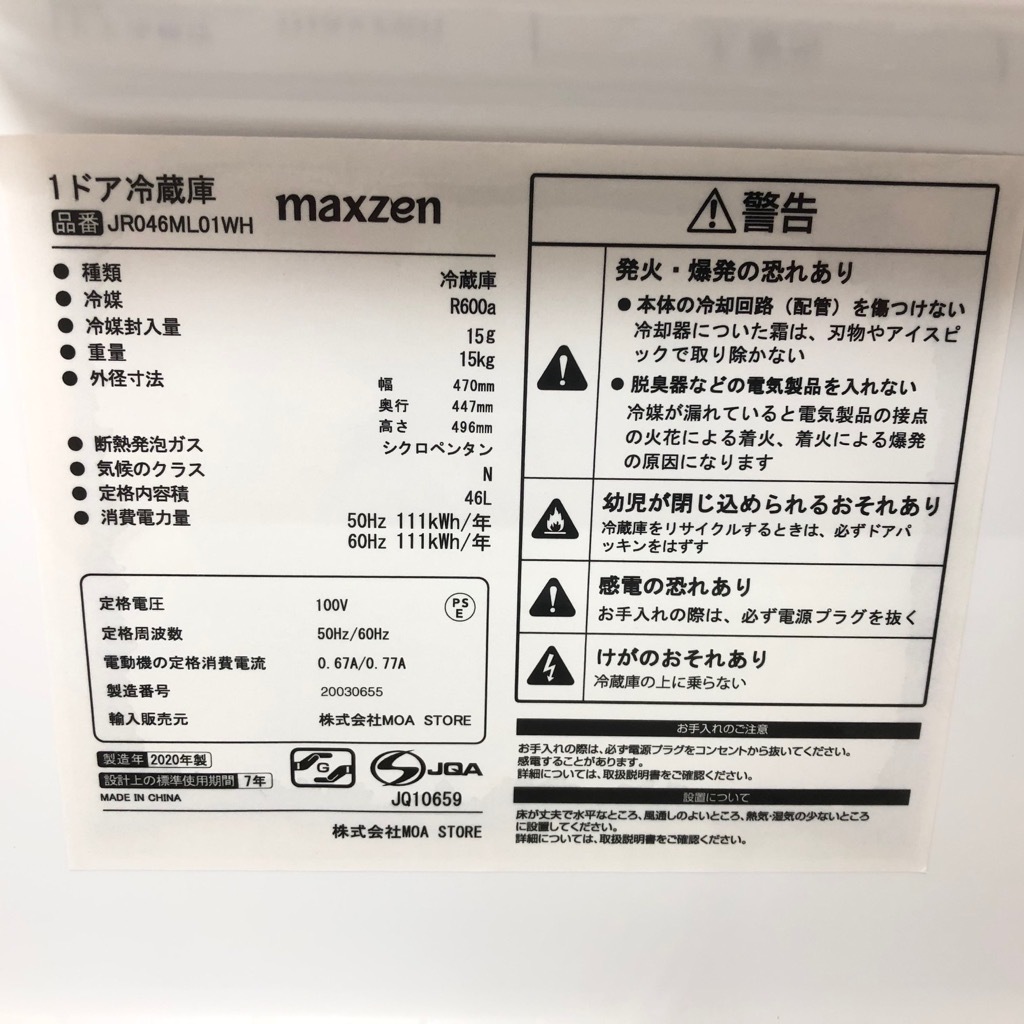 1ドア冷蔵庫
品番 JR046ML01WH
maxzen
● 種類 冷蔵庫
● 冷媒 R600a
● 冷媒封入量 15g
● 重量 15kg
● 外径寸法 幅 470mm
奥行 447mm
高さ 496mm
● 断熱発泡ガス シクロペンタン
● 気候のクラス N
● 定格内容積 46L
● 消費電力量 50Hz 111kWh/年
60Hz 111kWh/年
定格電圧 100V
PS
E
定格周波数 50Hz/60Hz
電動機の定格消費電流 0.67A/0.77A
製造番号 20030655
輸入販売元 株式会社MOA STORE
製造年 2020年製
設計上の標準使用期間 7年
MADE IN CHINA
G
JQA
JQ10659
株式会社MOA STORE
警告
発火・爆発の恐れあり
● 本体の冷却回路（配管）を傷つけない
冷却器についた霜は、刃物やアイスピ
ックで取り除かない
● 脱臭器などの電気製品を入れない
冷媒が漏れていると電気製品の接点
の火花による着火、着火による爆発
の原因になります
幼児が閉じ込められるおそれあり
冷蔵庫をリサイクルするときは、必ずドアパ
ッキンをはずす
感電の恐れあり
お手入れの際は、必ず電源プラグを抜く
けがのおそれあり
冷蔵庫の上に乗らない
お手入れのご注意
お手入れの際は、必ず電源プラグをコンセントから抜いてください。
感電することがあります。
詳細については、取扱説明書をご確認ください。
設置について
床が丈夫で水平なところ、風通しのよいところ、熱気・湿気の少ないところ
に設置してください。
詳細については、取扱説明書をご確認ください。